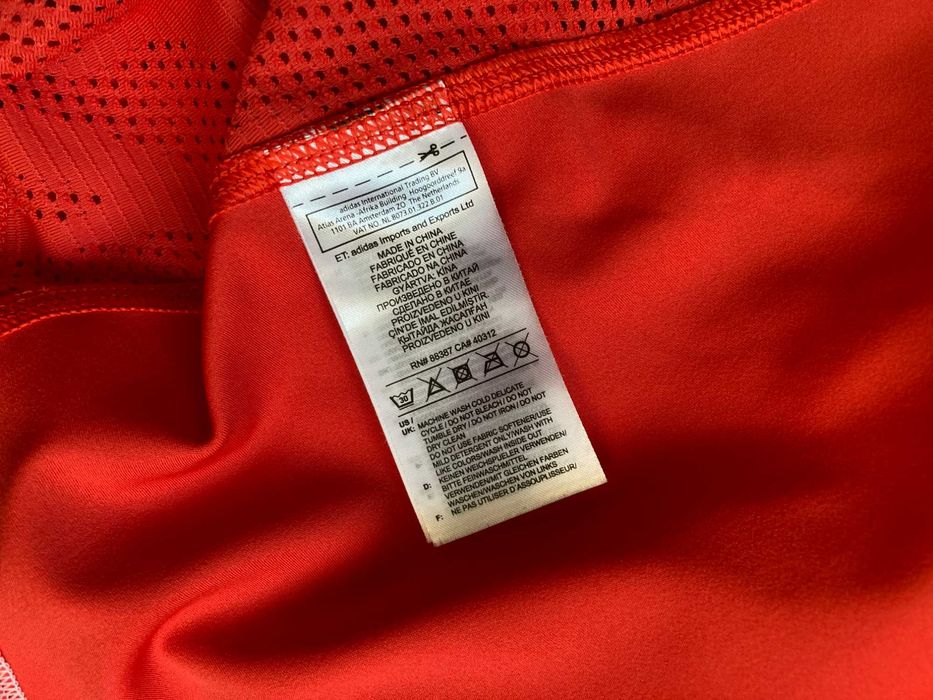 adidas International Trading BV
Atlas Arena -Afrika Building Hoogoorddreef 9a
1101 BA Amsterdam ZO The Netherlands
VAT NO. NL 8073.01.322.B.01
ET: adidas Imports and Exports Ltd
MADE IN CHINA
FABRIQUÉ EN CHINE
FABRICADO EN CHINA
FABRICADO NA CHINA
GYÁRTVA: KÍNA
ПРОИЗВЕДЕНО В КИТАЙ
СДЕЛАНО В КИТАЕ
PROIZVEDENO U KINI
ÇİN'DE İMAL EDİLMİŞTİR.
ҚЫТАЙДА ЖАСАЛҒАН
PROIZVEDENO U KINI
RN# 88387 CA# 40312
30
US / UK: MACHINE WASH COLD DELICATE
CYCLE / DO NOT BLEACH / DO NOT
TUMBLE DRY / DO NOT IRON / DO NOT
DRY CLEAN
DO NOT USE FABRIC SOFTENER/USE
MILD DETERGENT ONLY/WASH WITH
LIKE COLORS/WASH INSIDE OUT
D: KEINEN WEICHSPUELER VERWENDEN/
BITTE FEINWASCHMITTEL
VERWENDEN/MIT GLEICHEN FARBEN
WASCHEN/WASCHEN VON LINKS
F: NE PAS UTILISER D'ASSOUPLISSEUR/